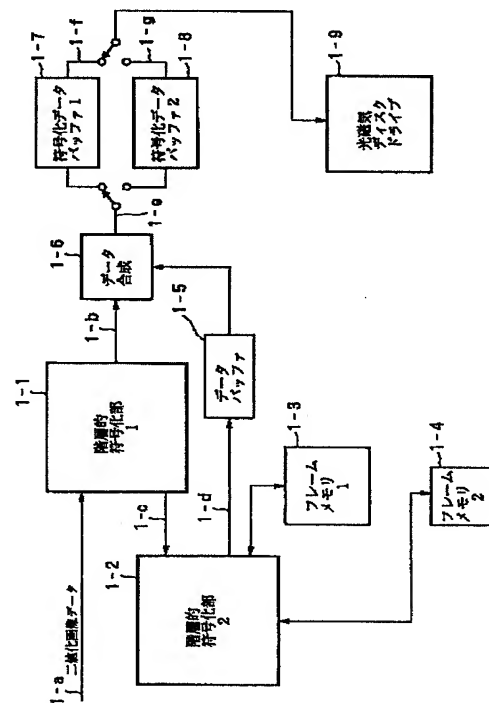 1-a
二値化画像データ
1-1
階層的
符号化部
1
1-b
1-c
1-2
階層的
符号化部
2
1-d
1-3
フレーム
メモリ
1
1-4
フレーム
メモリ
2
1-5
データ
バッファ
1-6
データ
合成
1-e
1-7
符号化データ
バッファ 1
1-f
1-8
符号化データ
バッファ 2
1-g
1-9
光磁気
ディスク
ドライブ